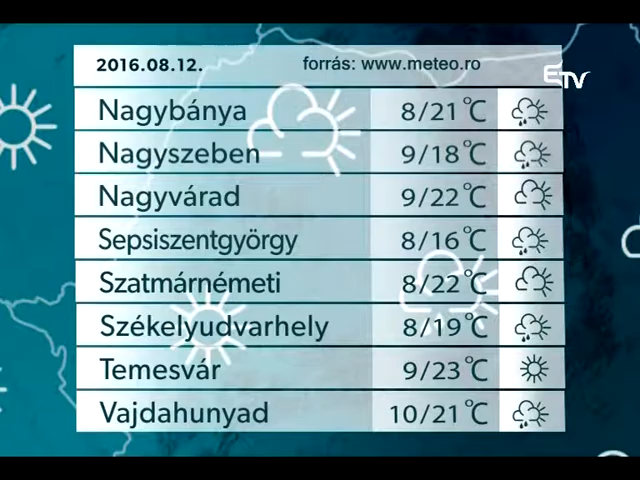 2016.08.12. forrás: www.meteo.ro
ETV
Nagybánya 8/21°C
Nagyszeben 9/18°C
Nagyvárad 9/22°C
Sepsiszentgyörgy 8/16°C
Szatmárnémeti 8/22°C
Székelyudvarhely 8/19°C
Temesvár 9/23°C
Vajdahunyad 10/21°C